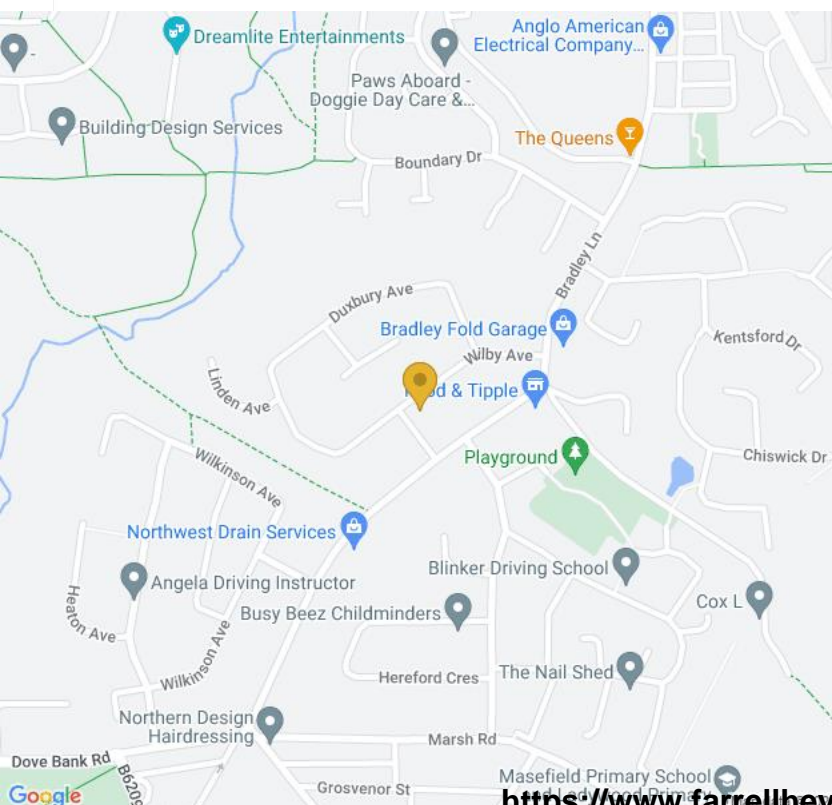 Dreamlite Entertainments
Anglo American
Electrical Company...
-
Paws Aboard -
Doggie Day Care &...
Building Design Services
The Queens
Boundary Dr
Bradley Ln
Duxbury Ave
Bradley Fold Garage
Kentsford Dr
Wilby Ave
Linden Ave
& Tipple
Playground
Chiswick Dr
Wilkinson Ave
Northwest Drain Services
Blinker Driving School
Angela Driving Instructor
Cox L
Busy Beez Childminders
Heaton Ave
Wilkinson Ave
Hereford Cres
The Nail Shed
Northern Design
Hairdressing
Marsh Rd
Dove Bank Rd
B6209
Masefield Primary School
Grosvenor St
Google